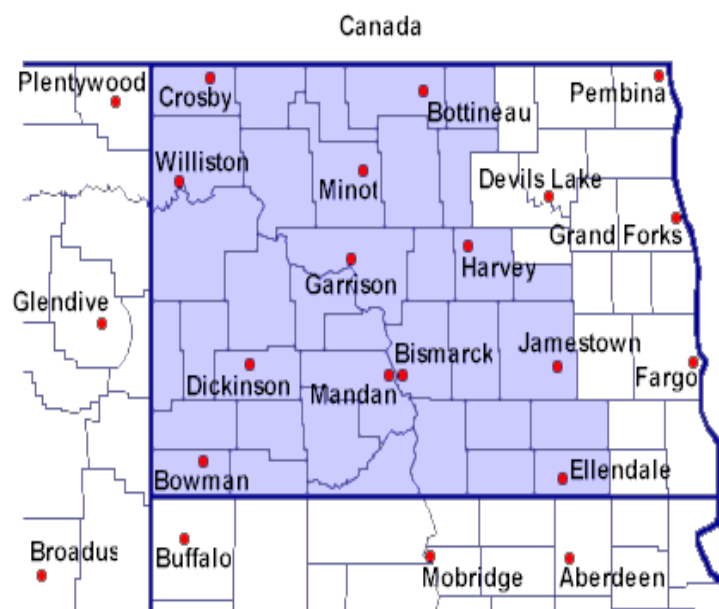 Canada
Plentywood
Crosby
Bottineau
Pembina
Williston
Minot
Devils Lake
Grand Forks
Garrison
Harvey
Glendive
Bismarck
Jamestown
Dickinson
Mandan
Fargo
Bowman
Ellendale
Broadus
Buffalo
Mobridge
Aberdeen